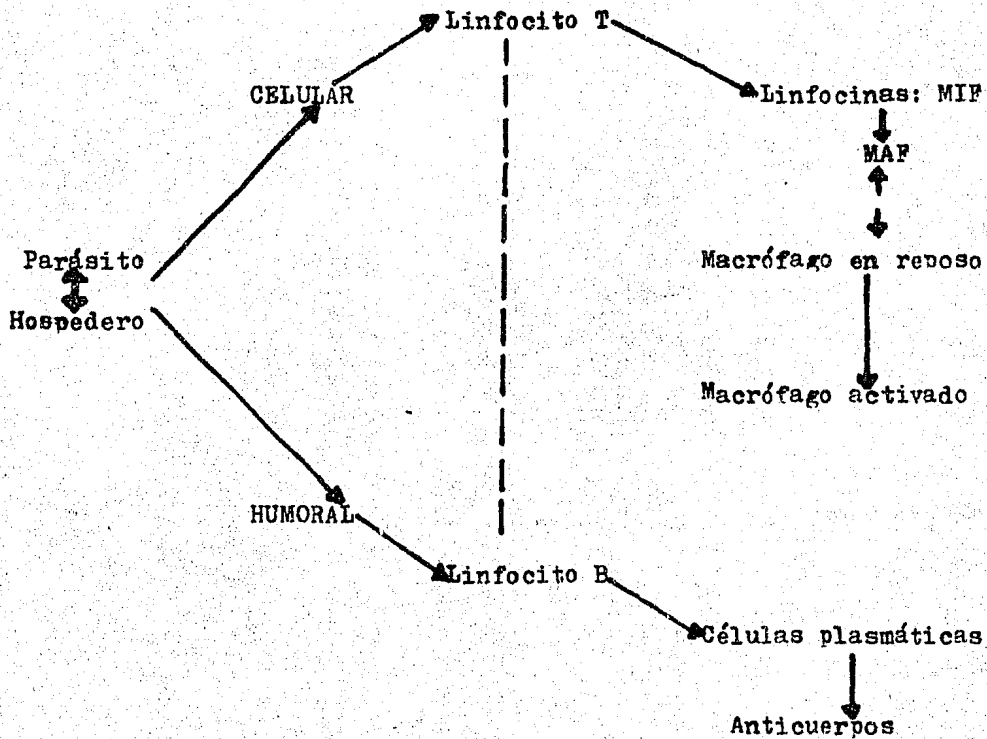 Linfocito T
CELULAR
Linfocinas: MIF
MAF
Parásito
Hospedero
Macrófago en reposo
Macrófago activado
HUMORAL
Linfocito B
Células plasmáticas
Anticuerpos